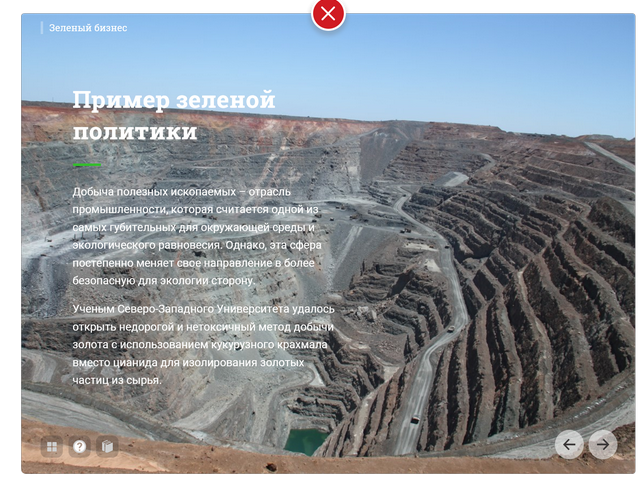 Зеленый бизнес
Пример зеленой
политики
Добыча полезных ископаемых – отрасль
промышленности, которая считается одной из
самых губительных для окружающей среды и
экологического равновесия. Однако, эта сфера
постепенно меняет свое направление в более
безопасную для экологии сторону.
Ученым Северо-Западного Университета удалось
открыть недорогой и нетоксичный метод добычи
золота с использованием кукурузного крахмала
вместо цианида для изолирования золотых
частиц из сырья.